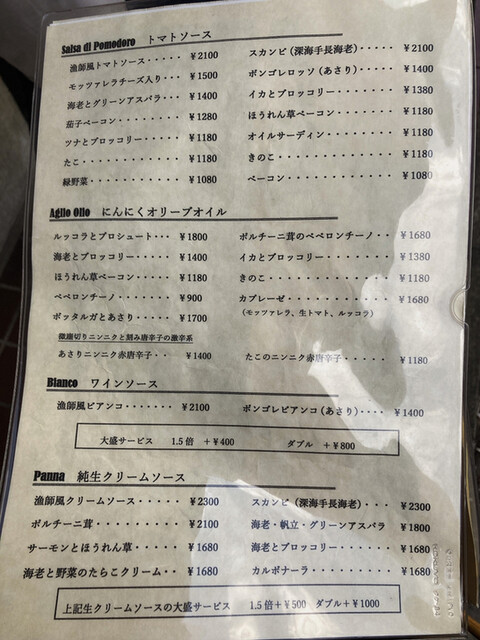 Salsa di Pomodoro トマトソース
漁師風トマトソース・・・・・ ¥2100
モッツァレラチーズ入り・・・ ¥1500
海老とグリーンアスパラ・・・ ¥1400
茄子ベーコン・・・・・・・・ ¥1280
ツナとブロッコリー・・・・・ ¥1180
たこ・・・・・・・・・・・・ ¥1180
緑野菜・・・・・・・・・・・ ¥1080
スカンピ (深海手長海老)・・・・・ ¥2100
ボンゴレロッソ (あさり)・・・・・ ¥1400
イカとブロッコリー・・・・・・・ ¥1380
ほうれん草ベーコン・・・・・・・ ¥1180
オイルサーディン・・・・・・・・ ¥1180
きのこ・・・・・・・・・・・・・ ¥1180
ベーコン・・・・・・・・・・・・ ¥1080
Aglio Olio にんにくオリーブオイル
ルッコラとプロシュート・・・ ¥1800
海老とブロッコリー・・・・・ ¥1400
ほうれん草ベーコン・・・・・ ¥1180
ペペロンチーノ・・・・・・・ ¥900
ボッタルガとあさり・・・・・ ¥1700
ポルチーニ茸のペペロンチーノ・・ ¥1680
イカとブロッコリー・・・・・・・ ¥1380
きのこ・・・・・・・・・・・・・ ¥1180
カプレーゼ・・・・・・・・・・・ ¥1680
(モッツァレラ、生トマト、ルッコラ)
微塵切りニンニクと刻み唐辛子の激辛系
あさりニンニク赤唐辛子・・ ¥1400
たこのニンニク赤唐辛子・・・・・ ¥1180
Bianco ワインソース
漁師風ビアンコ・・・・・・・ ¥2100
ボンゴレビアンコ (あさり)・・・・ ¥1400
大盛サービス 1.5倍 +¥400 ダブル +¥800
Panna 純生クリームソース
漁師風クリームソース・・・・・ ¥2300
ポルチーニ茸・・・・・・・・・ ¥2100
サーモンとほうれん草・・・・・ ¥1680
海老と野菜のたらこクリーム・・ ¥1680
スカンピ (深海手長海老)・・・ ¥2300
海老・帆立・グリーンアスパラ ¥1800
海老とブロッコリー・・・・・・ ¥1680
カルボナーラ・・・・・・・・・ ¥1680
上記生クリームソースの大盛サービス 1.5倍+¥500 ダブル+¥1000